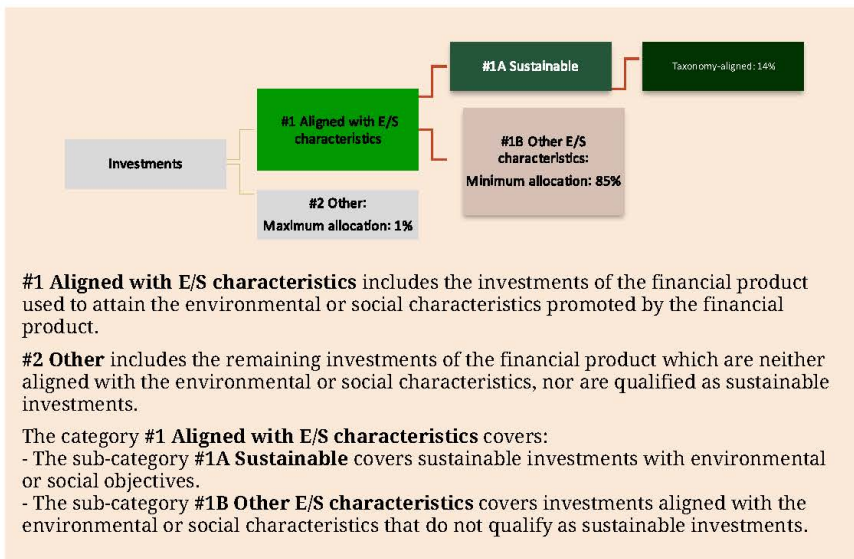 #1A Sustainable
Taxonomy-aligned: 14%
#1 Aligned with E/S
characteristics
#1B Other E/S
characteristics:
Minimum allocation: 85%
Investments
#2 Other:
Maximum allocation: 1%
#1 Aligned with E/S characteristics includes the investments of the financial product
used to attain the environmental or social characteristics promoted by the financial
product.
#2 Other includes the remaining investments of the financial product which are neither
aligned with the environmental or social characteristics, nor are qualified as sustainable
investments.
The category #1 Aligned with E/S characteristics covers:
- The sub-category #1A Sustainable covers sustainable investments with environmental
or social objectives.
- The sub-category #1B Other E/S characteristics covers investments aligned with the
environmental or social characteristics that do not qualify as sustainable investments.